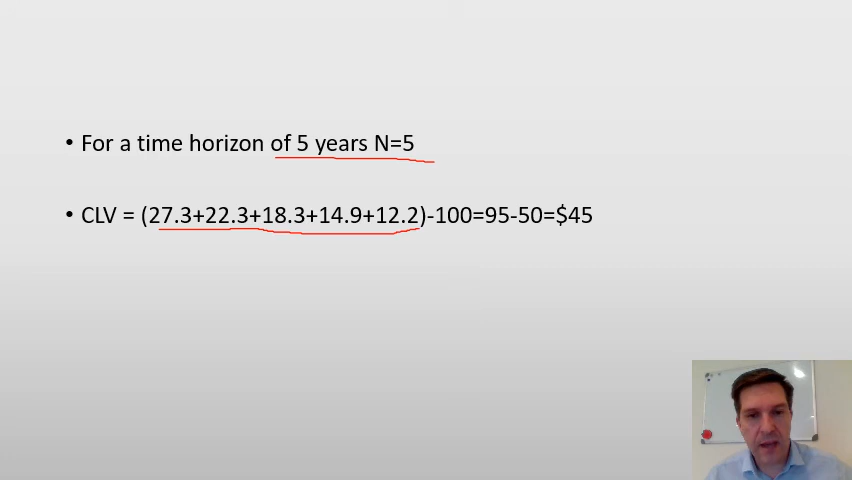 • For a time horizon of 5 years N=5
• CLV = (27.3+22.3+18.3+14.9+12.2)-100=95-50=$45